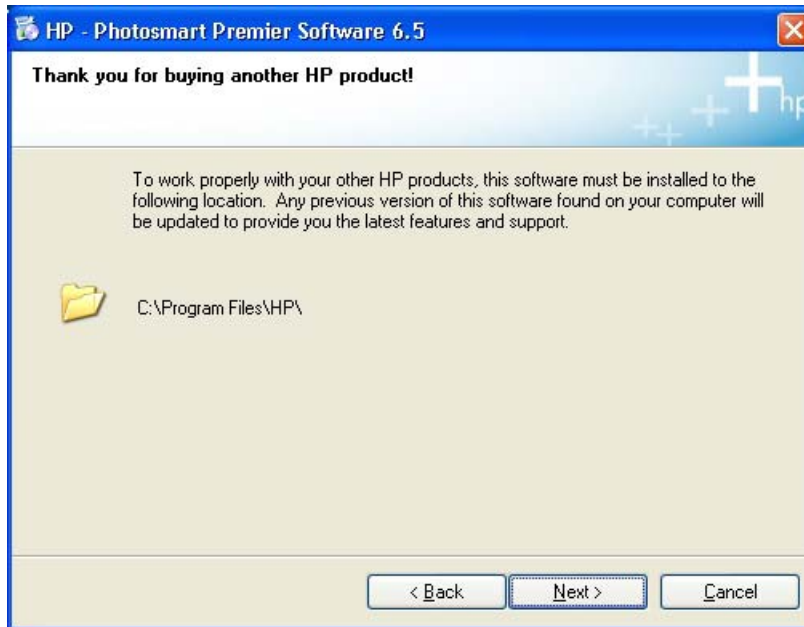 HP - Photosmart Premier Software 6.5
Thank you for buying another HP product!
hp
To work properly with your other HP products, this software must be installed to the
following location.  Any previous version of this software found on your computer will
be updated to provide you the latest features and support.
C:\Program Files\HP\
< Back Next > Cancel